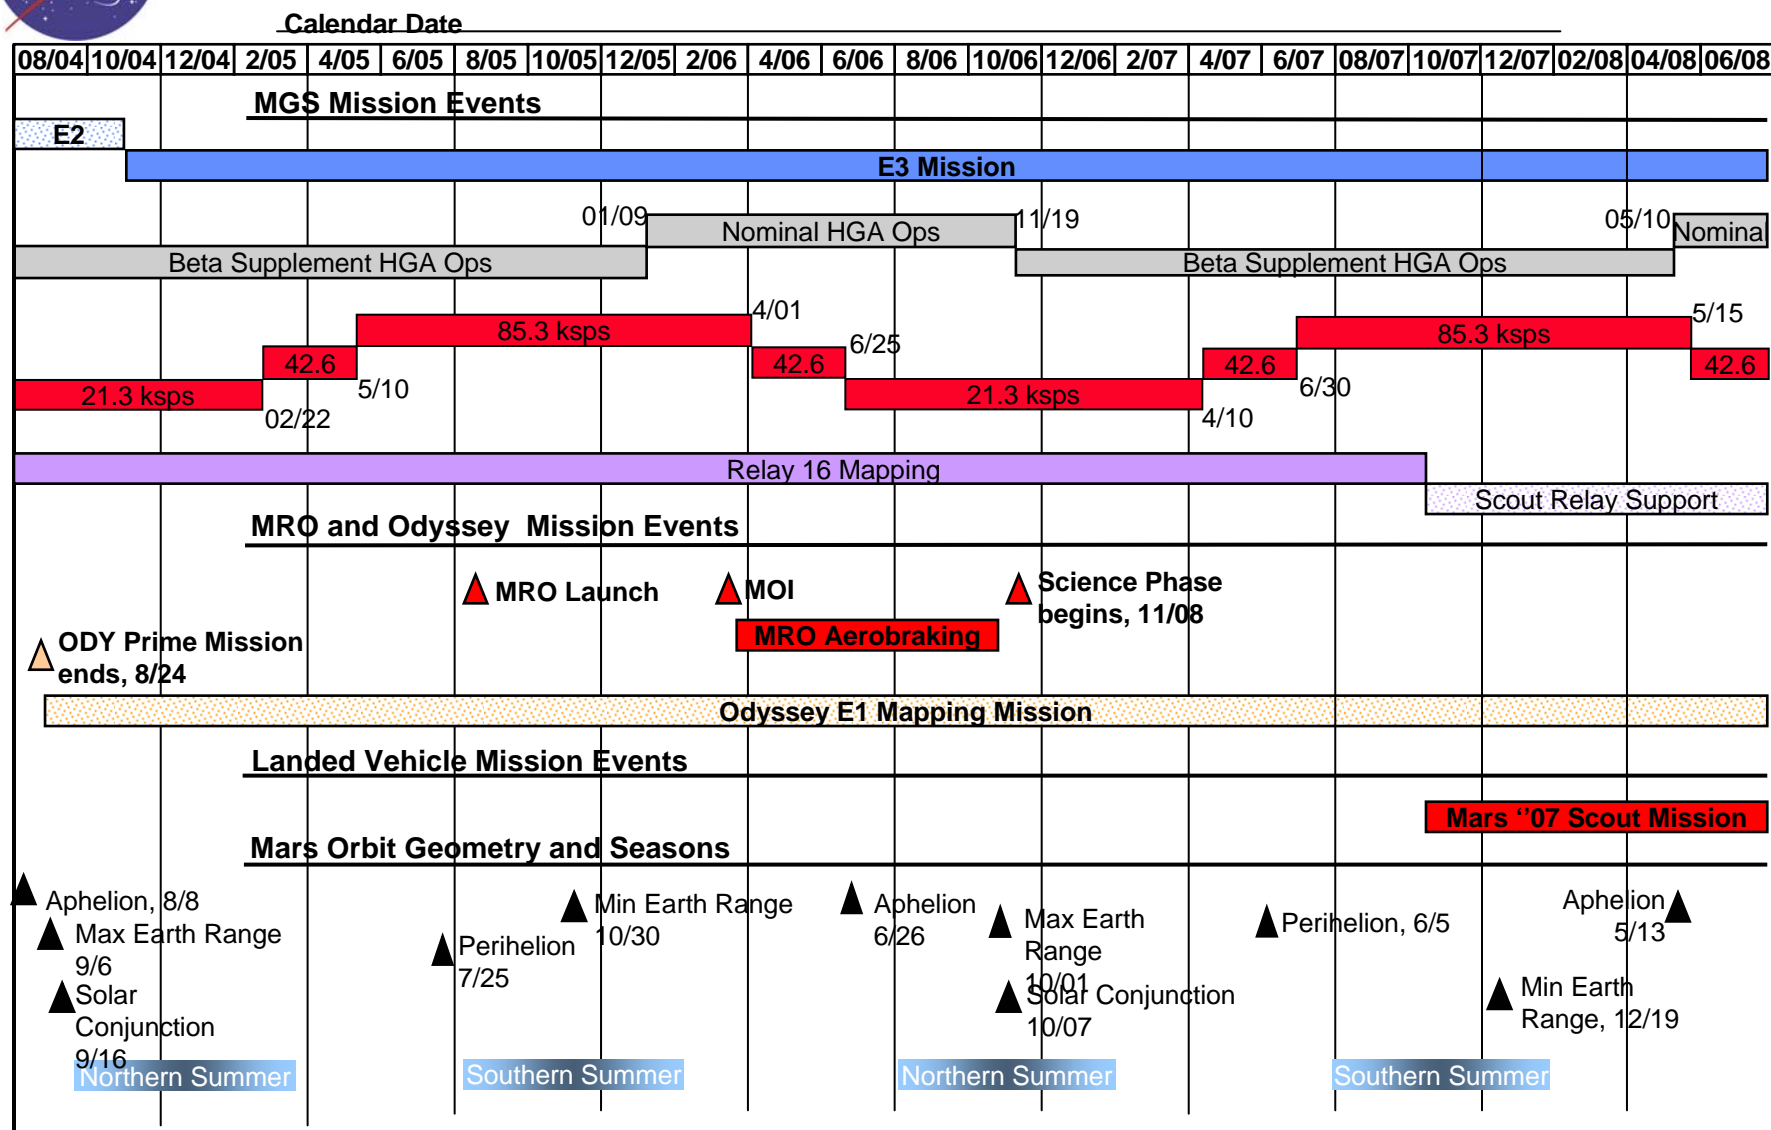 Calendar Date
08/04 10/04 12/04 2/05 4/05 6/05 8/05 10/05 12/05 2/06 4/06 6/06 8/06 10/06 12/06 2/07 4/07 6/07 08/07 10/07 12/07 02/08 04/08 06/08
MGS Mission Events
E2
E3 Mission
01/09
Nominal HGA Ops
11/19
05/10
Nominal
Beta Supplement HGA Ops
Beta Supplement HGA Ops
85.3 ksps
4/01
85.3 ksps
5/15
42.6
5/10
42.6
6/25
42.6
6/30
42.6
21.3 ksps
02/22
21.3 ksps
4/10
Relay 16 Mapping
Scout Relay Support
MRO and Odyssey  Mission Events
MRO Launch
MOI
Science Phase
begins, 11/08
MRO Aerobraking
ODY Prime Mission
ends, 8/24
Odyssey E1 Mapping Mission
Landed Vehicle Mission Events
Mars ‘’07 Scout Mission
Mars Orbit Geometry and Seasons
Aphelion, 8/8
Max Earth Range
9/6
Solar
Conjunction
9/16
Perihelion
7/25
Min Earth Range
10/30
Aphelion
6/26
Max Earth
Range
10/01
Solar Conjunction
10/07
Perihelion, 6/5
Aphelion
5/13
Min Earth
Range, 12/19
Northern Summer
Southern Summer
Northern Summer
Southern Summer